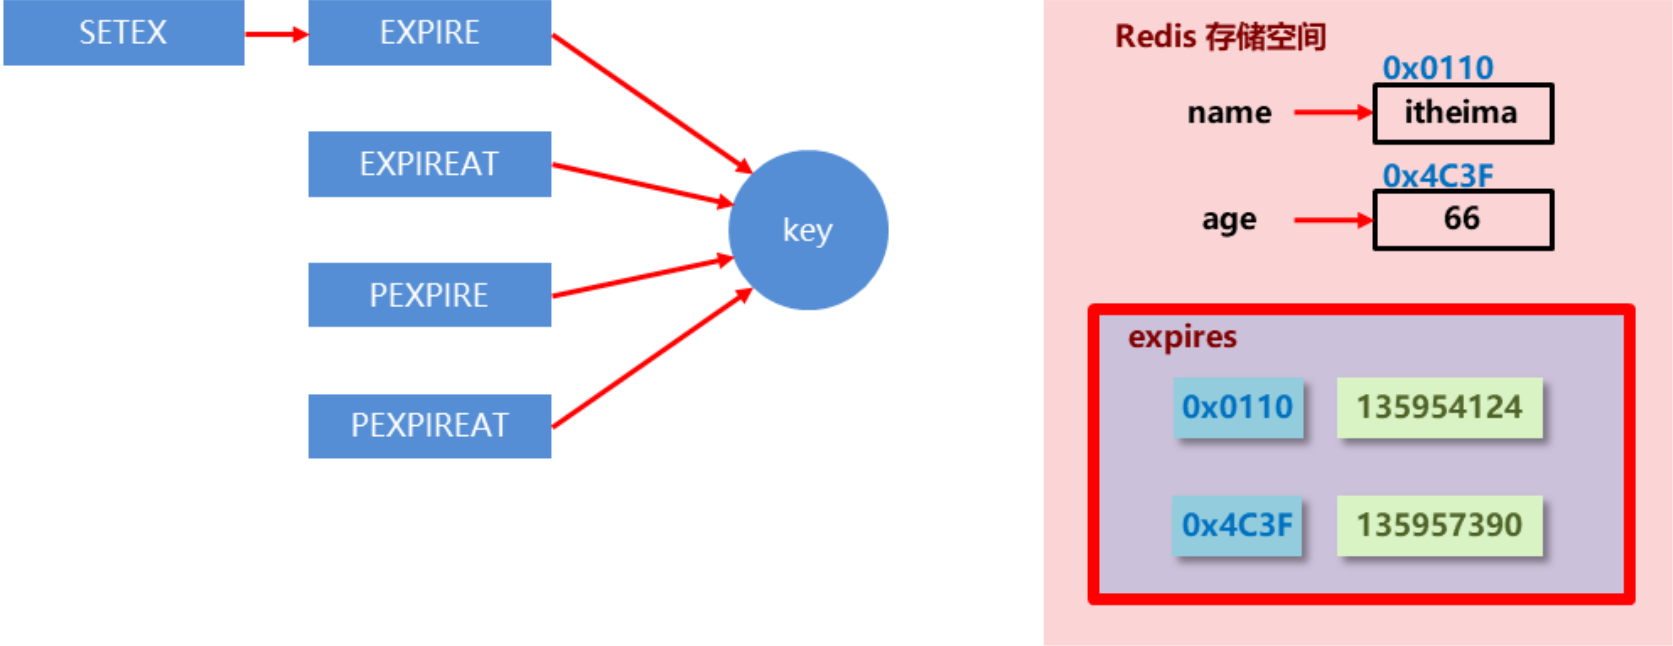 SETEX
EXPIRE
EXPIREAT
PEXPIRE
PEXPIREAT
key
Redis 存储空间
0x0110
name
itheima
0x4C3F
age
66
expires
0x0110
135954124
0x4C3F
135957390